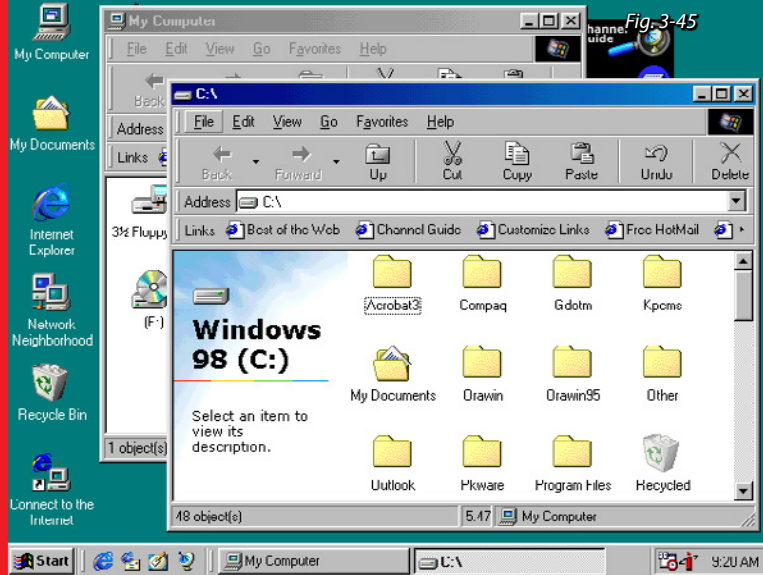 Fig. 3-45
My Computer
My Documents
Internet
Explorer
Network
Neighborhood
Recycle Bin
Connect to the
Internet
My Computer
File Edit View Go Favorites Help
Back
Address
Links
3½ Floppy
(F:)
1 object(s)
C:\
File Edit View Go Favorites Help
Back Forward Up Cut Copy Paste Undo Delete
Address C:\
Links Best of the Web Channel Guide Customize Links Free HotMail
Windows
98 (C:)
Select an item to
view its
description.
Acrobat3 Compaq Gdotm Kpcms
My Documents Orawin Orawin95 Other
Outlook Pkware Program Files Recycled
48 object(s) 5.47 My Computer
Start My Computer C:\ 9:20 AM